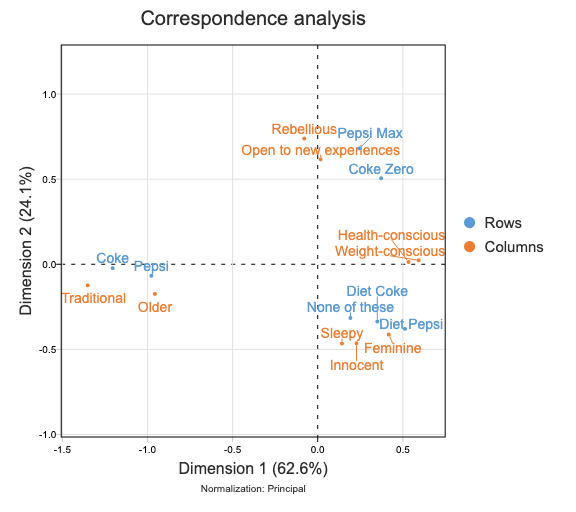 Correspondence analysis
Dimension 2 (24.1%)
1.0
0.5
0.0
-0.5
-1.0
-1.5
-1.0
-0.5
0.0
0.5
Rebellious
Pepsi Max
Open to new experiences
Coke Zero
Health-conscious
Weight-conscious
Coke
Pepsi
Traditional
Older
Diet Coke
None of these
Diet Pepsi
Sleepy
Feminine
Innocent
Rows
Columns
Dimension 1 (62.6%)
Normalization: Principal